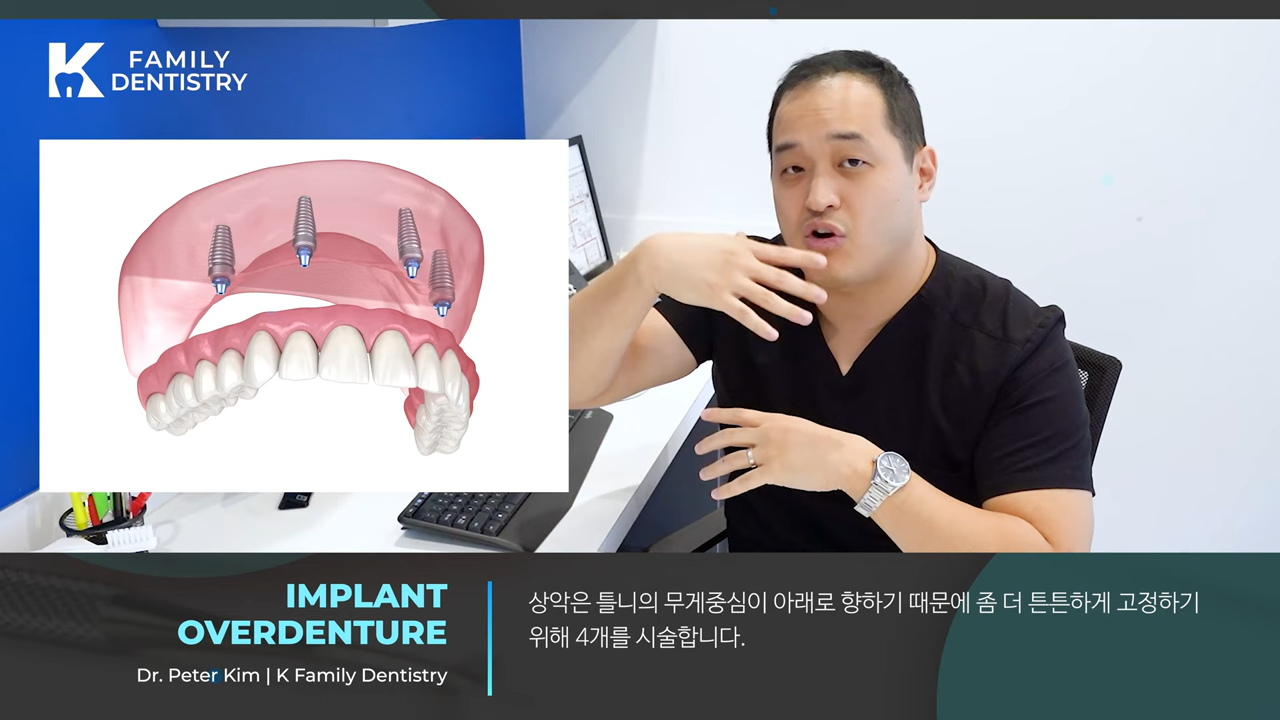 K FAMILY
DENTISTRY
IMPLANT
OVERDENTURE
Dr. Peter Kim | K Family Dentistry
상악은 틀니의 무게중심이 아래로 향하기 때문에 좀 더 튼튼하게 고정하기
위해 4개를 시술합니다.